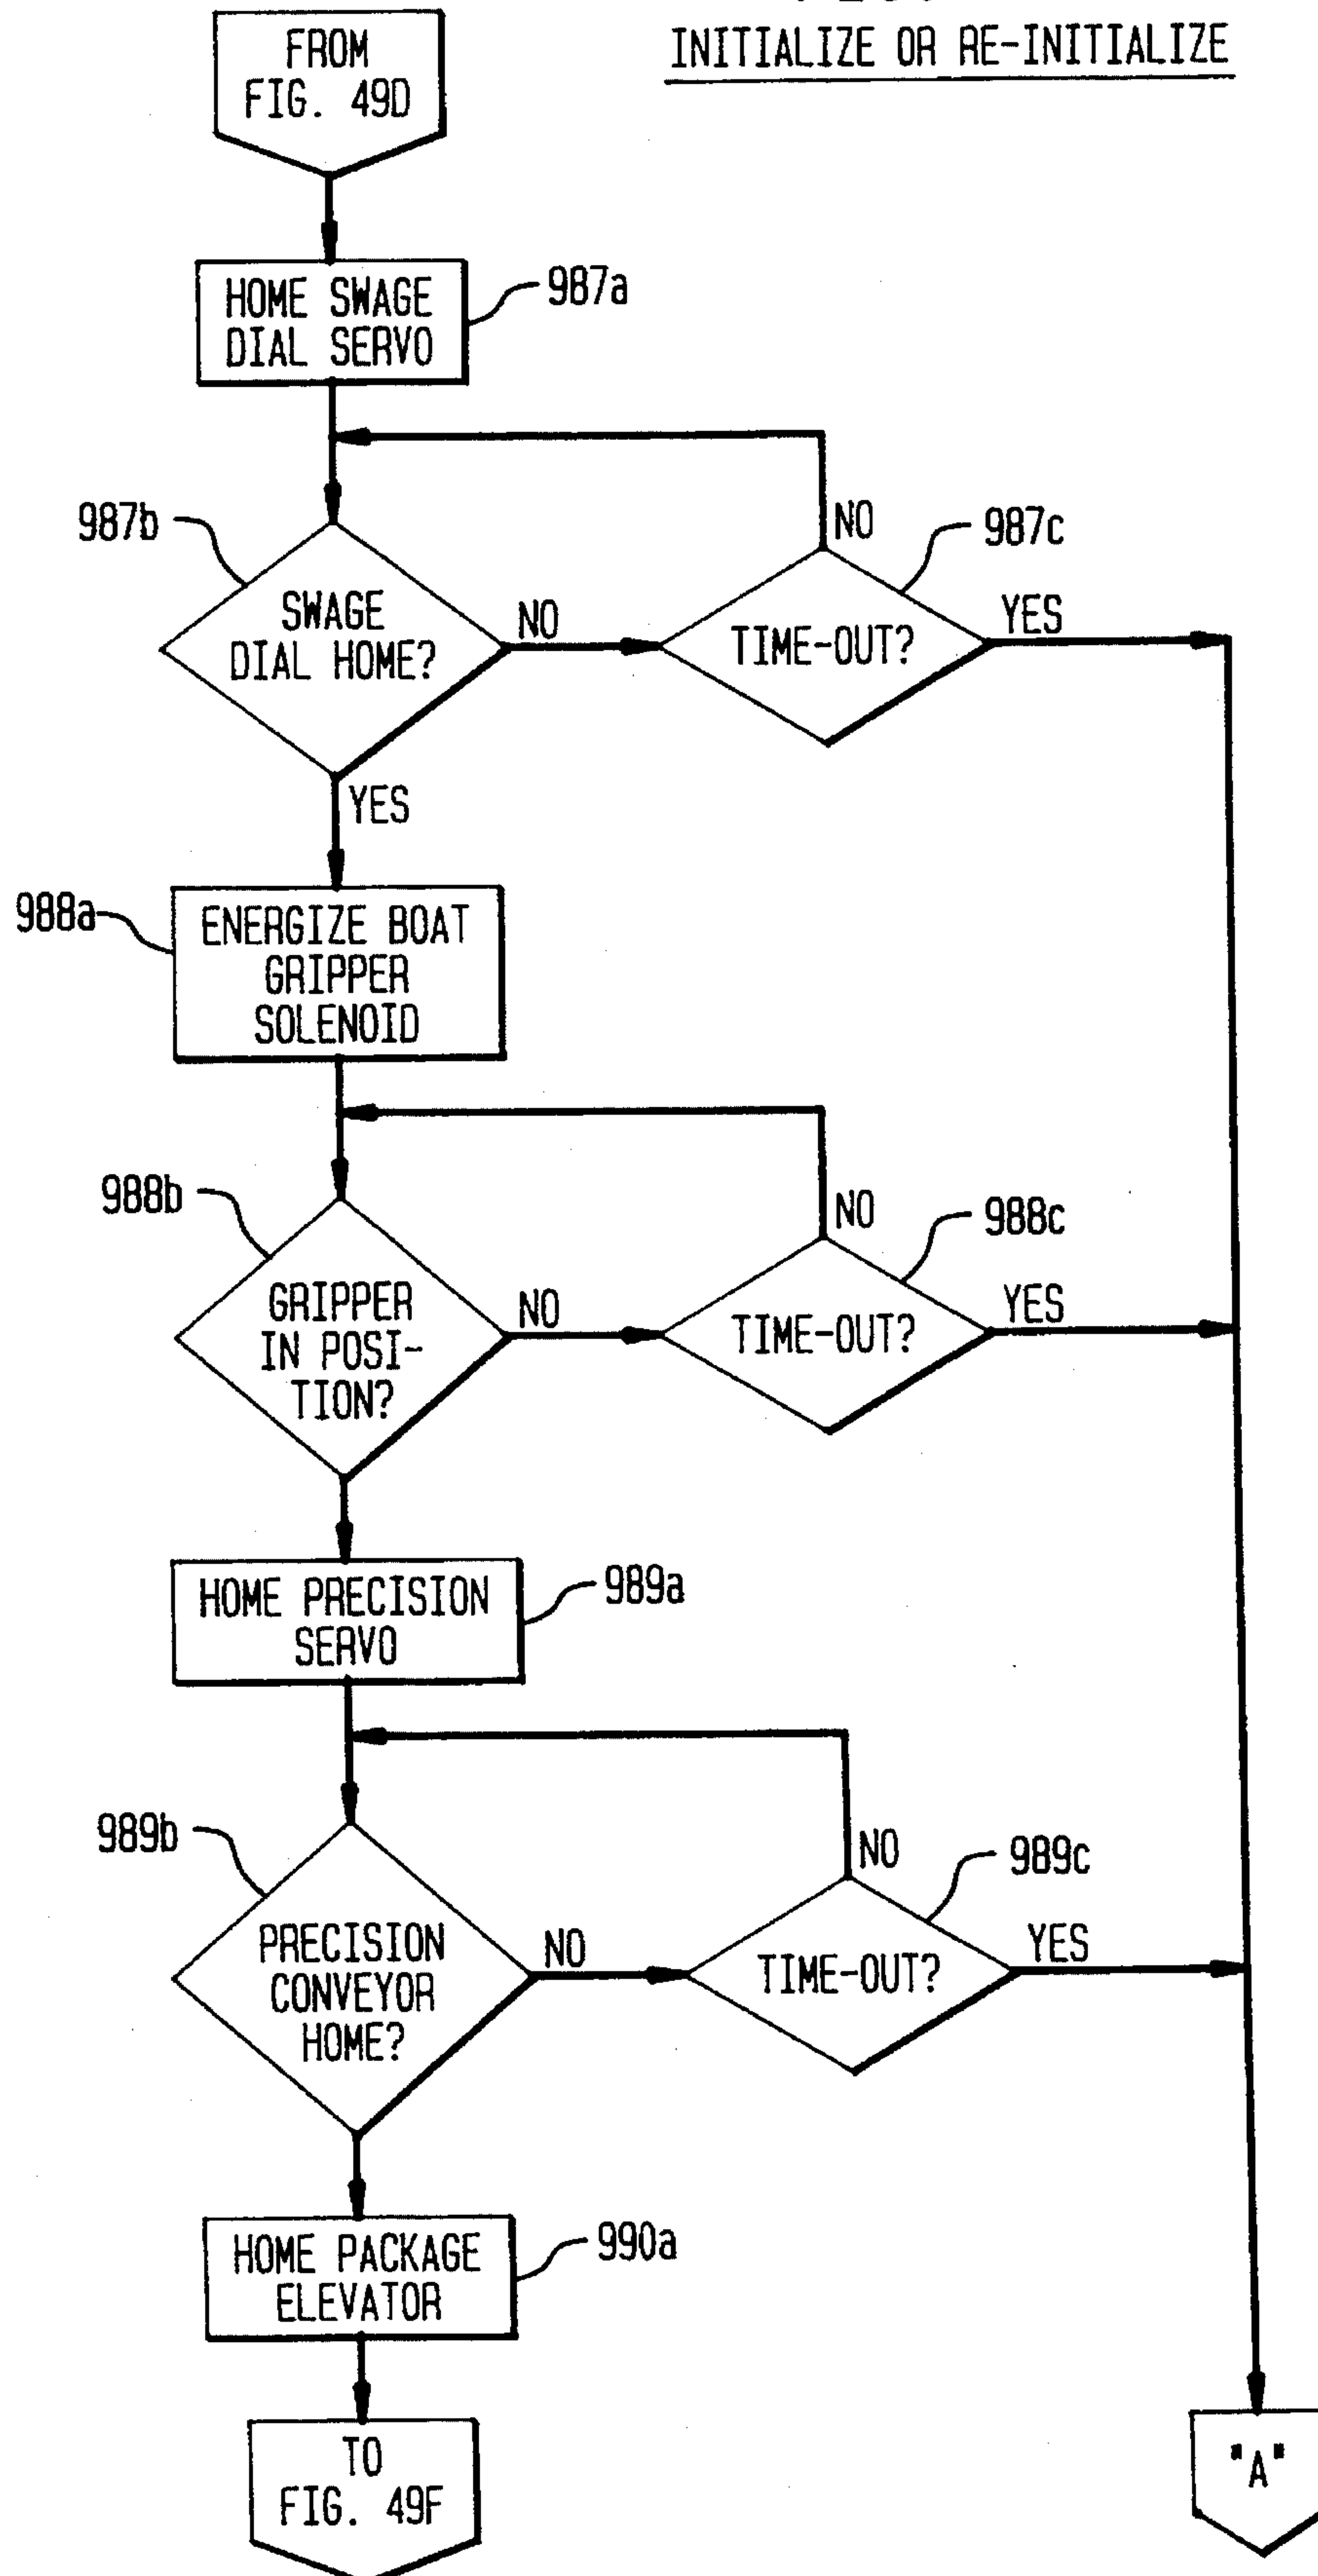 INITIALIZE OR RE-INITIALIZE
FROM
FIG. 49D
HOME SWAGE
DIAL SERVO
987a
987b
SWAGE
DIAL HOME?
NO
NO
987c
TIME-OUT?
YES
YES
988a
ENERGIZE BOAT
GRIPPER
SOLENOID
988b
GRIPPER
IN POSI-
TION?
NO
NO
988c
TIME-OUT?
YES
HOME PRECISION
SERVO
989a
989b
PRECISION
CONVEYOR
HOME?
NO
NO
989c
TIME-OUT?
YES
HOME PACKAGE
ELEVATOR
990a
TO
FIG. 49F
"A"